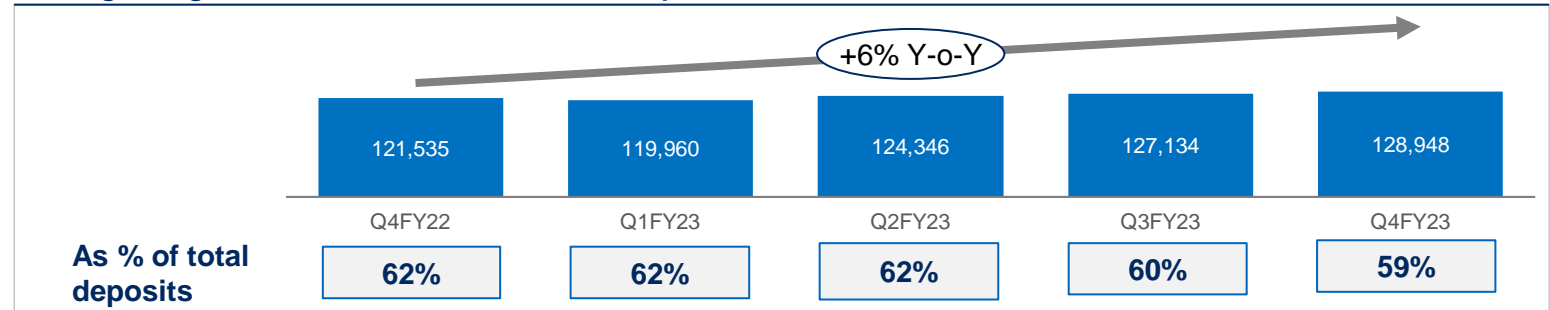 +6% Y-o-Y
121,535 119,960 124,346 127,134 128,948
Q4FY22 Q1FY23 Q2FY23 Q3FY23 Q4FY23
As % of total
deposits
62% 62% 62% 60% 59%